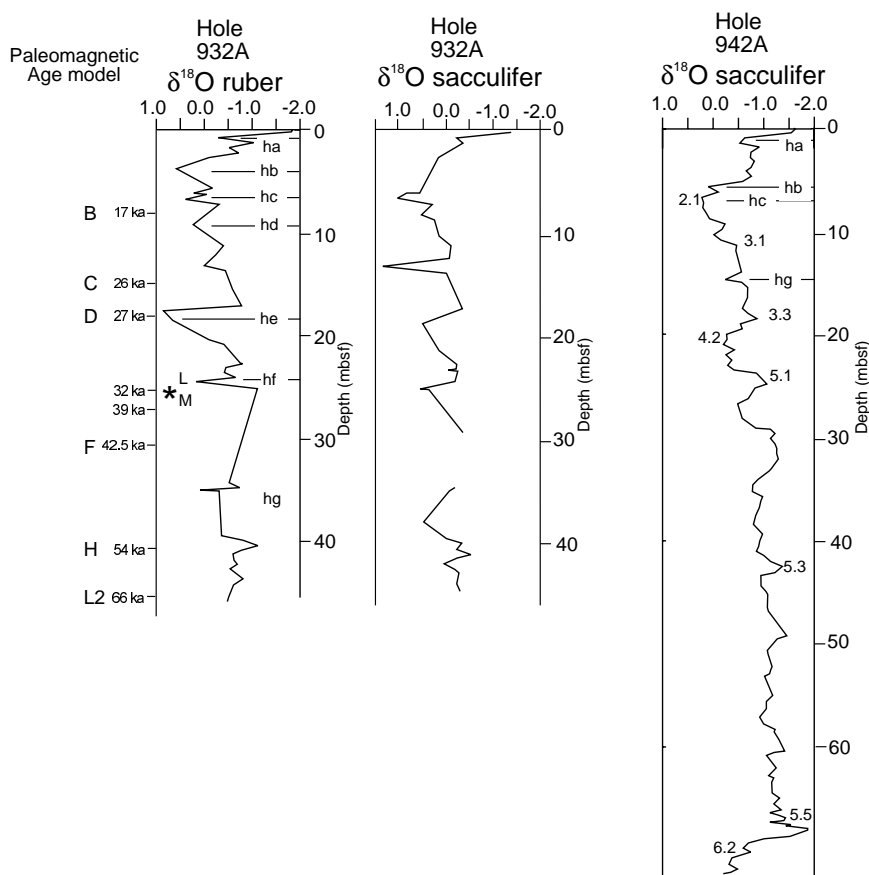 Paleomagnetic
Age model
Hole
932A
δ18O ruber
1.0 0.0 -1.0 -2.0
0
10
20
30
40
Depth (mbsf)
ha
hb
hc
hd
he
hf
hg
B 17 ka
C 26 ka
D 27 ka
L
32 ka
* M
39 ka
F 42.5 ka
H 54 ka
L2 66 ka
Hole
932A
δ18O sacculifer
1.0 0.0 -1.0 -2.0
0
10
20
30
40
Depth (mbsf)
Hole
942A
δ18O sacculifer
1.0 0.0 -1.0 -2.0
0
10
20
30
40
50
60
Depth (mbsf)
ha
hb
2.1 hc
3.1
hg
3.3
4.2
5.1
5.3
5.5
6.2